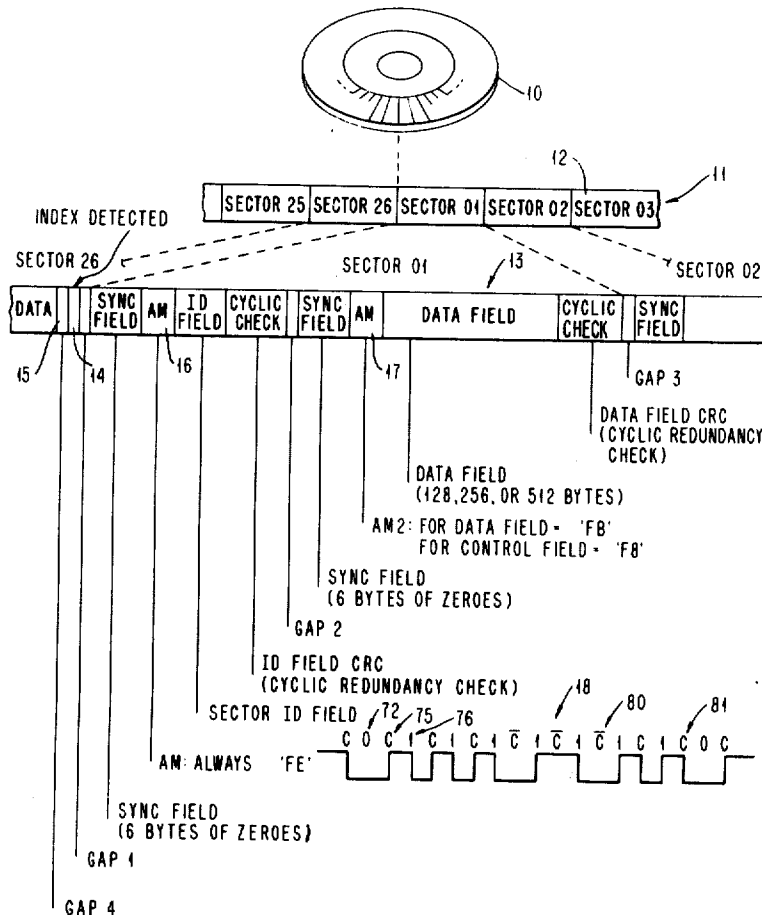 10
12
11
SECTOR 25 SECTOR 26 SECTOR 01 SECTOR 02 SECTOR 03
INDEX DETECTED
SECTOR 26 SECTOR 01 13 SECTOR 02
DATA SYNC FIELD AM ID FIELD CYCLIC CHECK SYNC FIELD AM DATA FIELD CYCLIC CHECK SYNC FIELD
15 14 16 17
GAP 3
DATA FIELD CRC
(CYCLIC REDUNDANCY
CHECK)
DATA FIELD
(128,256, OR 512 BYTES)
AM2: FOR DATA FIELD = 'FB'
FOR CONTROL FIELD = 'F8'
SYNC FIELD
(6 BYTES OF ZEROES)
GAP 2
ID FIELD CRC
(CYCLIC REDUNDANCY CHECK)
SECTOR ID FIELD
72 75 76 18 80 81
C 0 C 1 C 1 C 1 C̅ 1 C̅ 1 C̅ 1 C 1 C 0 C
AM: ALWAYS 'FE'
SYNC FIELD
(6 BYTES OF ZEROES)
GAP 1
GAP 4